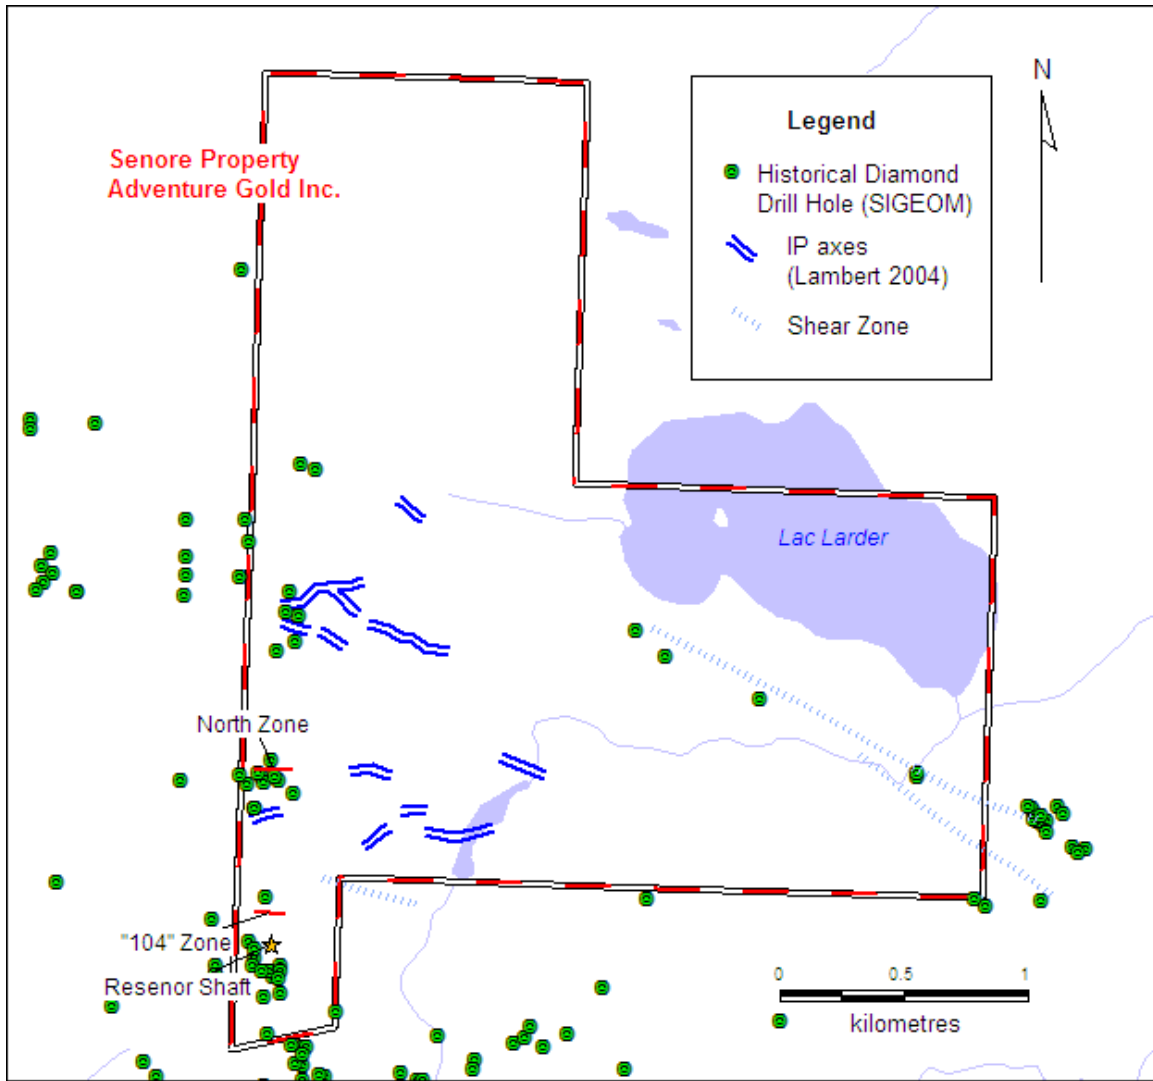 N
Legend
Senore Property
Adventure Gold Inc.
Historical Diamond
Drill Hole (SIGEOM)
IP axes
(Lambert 2004)
Shear Zone
Lac Larder
North Zone
"104" Zone
Resenor Shaft
0 0.5 1
kilometres